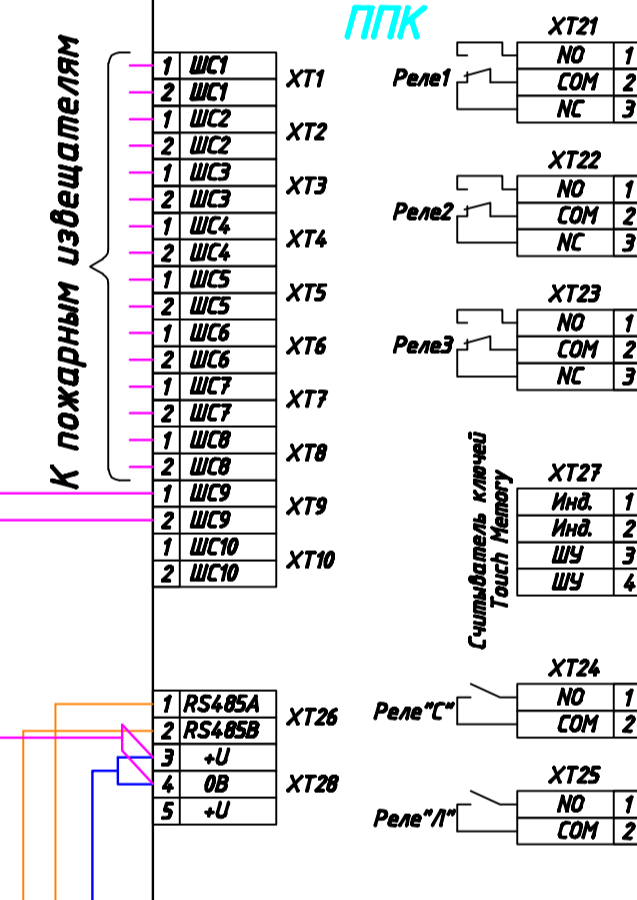 ППК
К пожарным извещателям
1 ШС1
2 ШС1
XT1
1 ШС2
2 ШС2
XT2
1 ШС3
2 ШС3
XT3
1 ШС4
2 ШС4
XT4
1 ШС5
2 ШС5
XT5
1 ШС6
2 ШС6
XT6
1 ШС7
2 ШС7
XT7
1 ШС8
2 ШС8
XT8
1 ШС9
2 ШС9
XT9
1 ШС10
2 ШС10
XT10
1 RS485A
2 RS485B
XT26
3 +U
4 0В
5 +U
XT28
XT21
Реле1
NO 1
COM 2
NC 3
XT22
Реле2
NO 1
COM 2
NC 3
XT23
Реле3
NO 1
COM 2
NC 3
Считыватель ключей
Touch Memory
XT27
Инд. 1
Инд. 2
ШУ 3
ШУ 4
XT24
Реле"С"
NO 1
COM 2
XT25
Реле"Л"
NO 1
COM 2